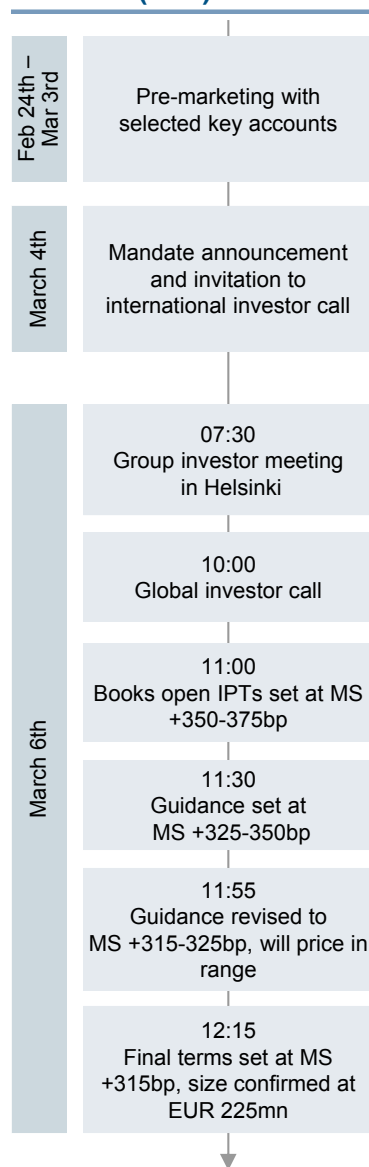 Feb 24th –
Mar 3rd
Pre-marketing with
selected key accounts
March 4th
Mandate announcement
and invitation to
international investor call
March 6th
07:30
Group investor meeting
in Helsinki
10:00
Global investor call
11:00
Books open IPTs set at MS
+350-375bp
11:30
Guidance set at
MS +325-350bp
11:55
Guidance revised to
MS +315-325bp, will price in
range
12:15
Final terms set at MS
+315bp, size confirmed at
EUR 225mn